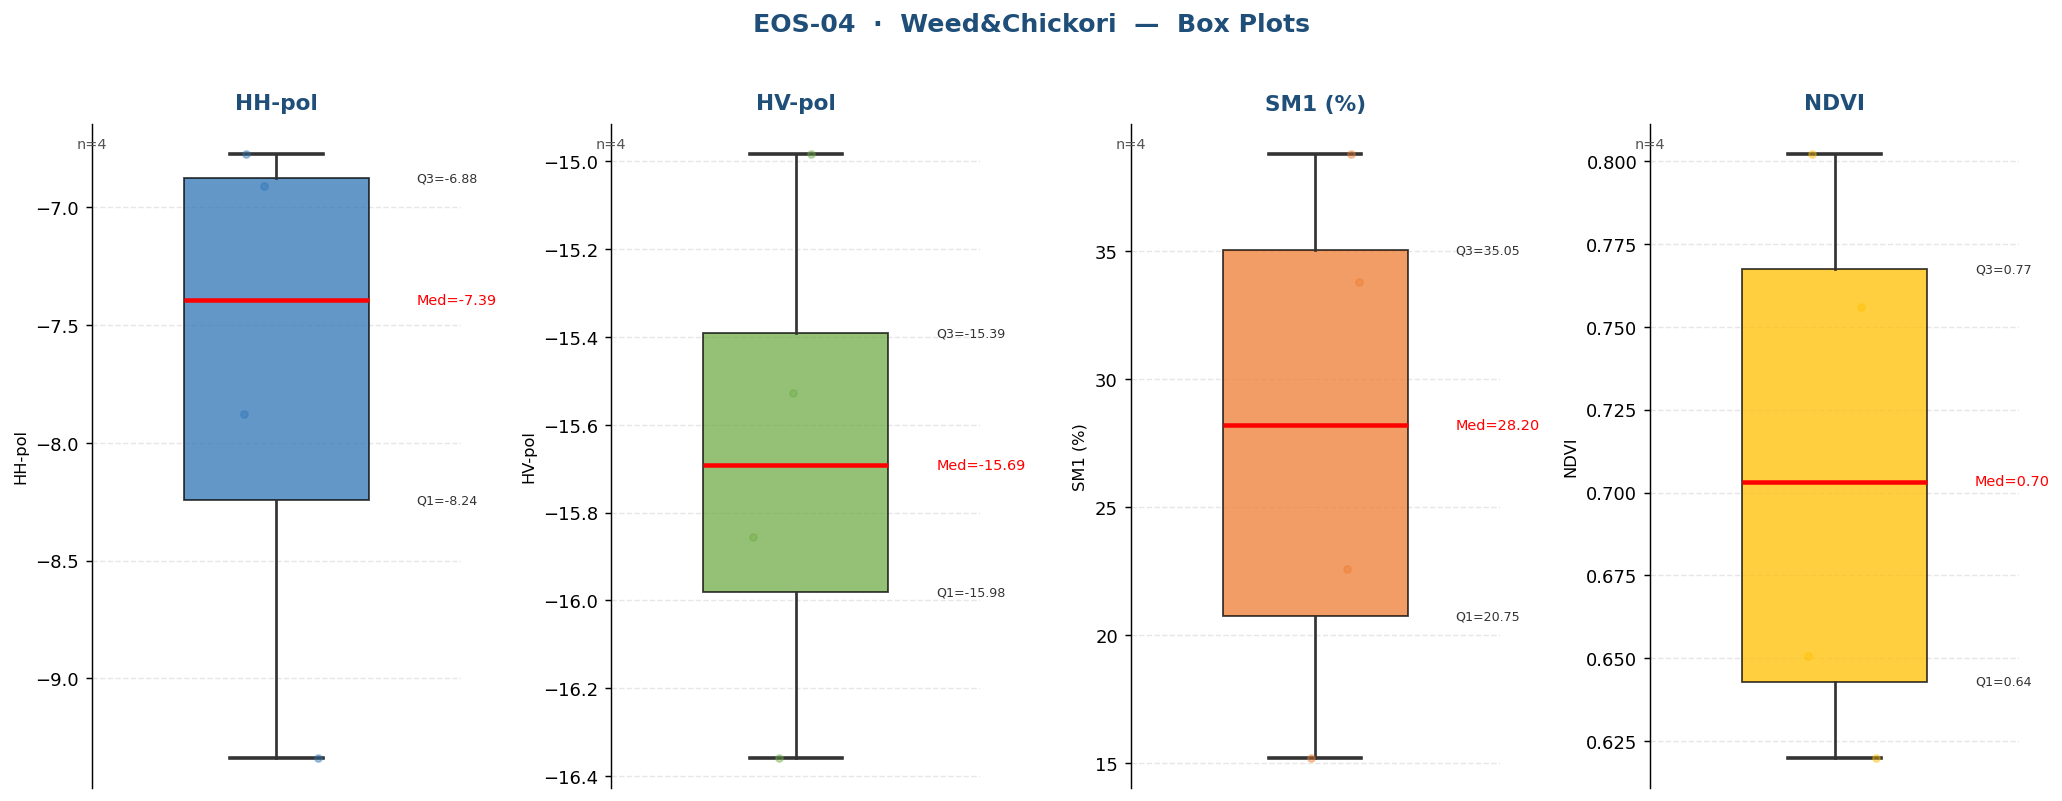 EOS-04 · Weed&Chickori — Box Plots
HH-pol
n=4
HH-pol
−7.0
−7.5
−8.0
−8.5
−9.0
Q3=-6.88
Med=-7.39
Q1=-8.24
HV-pol
n=4
HV-pol
−15.0
−15.2
−15.4
−15.6
−15.8
−16.0
−16.2
−16.4
Q3=-15.39
Med=-15.69
Q1=-15.98
SM1 (%)
n=4
SM1 (%)
35
30
25
20
15
Q3=35.05
Med=28.20
Q1=20.75
NDVI
n=4
NDVI
0.800
0.775
0.750
0.725
0.700
0.675
0.650
0.625
Q3=0.77
Med=0.70
Q1=0.64